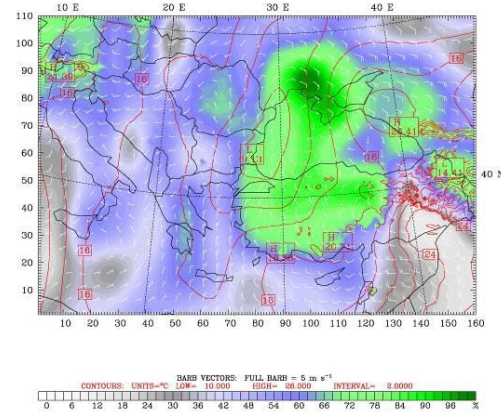 10 E 20 E 30 E 40 E
110
100
90
80
70
60
50
40
30
20
10
40 N
16
16
16
16
16
16
16
24
24
H
L
H
L
H
H
10 20 30 40 50 60 70 80 90 100 110 120 130 140 150 160
BARB VECTORS: FULL BARB = 5 m s⁻¹
CONTOURS: UNITS=°C LOW= 10.000 HIGH= 26.000 INTERVAL= 2.0000
0 6 12 18 24 30 36 42 48 54 60 66 72 78 84 90 96 %